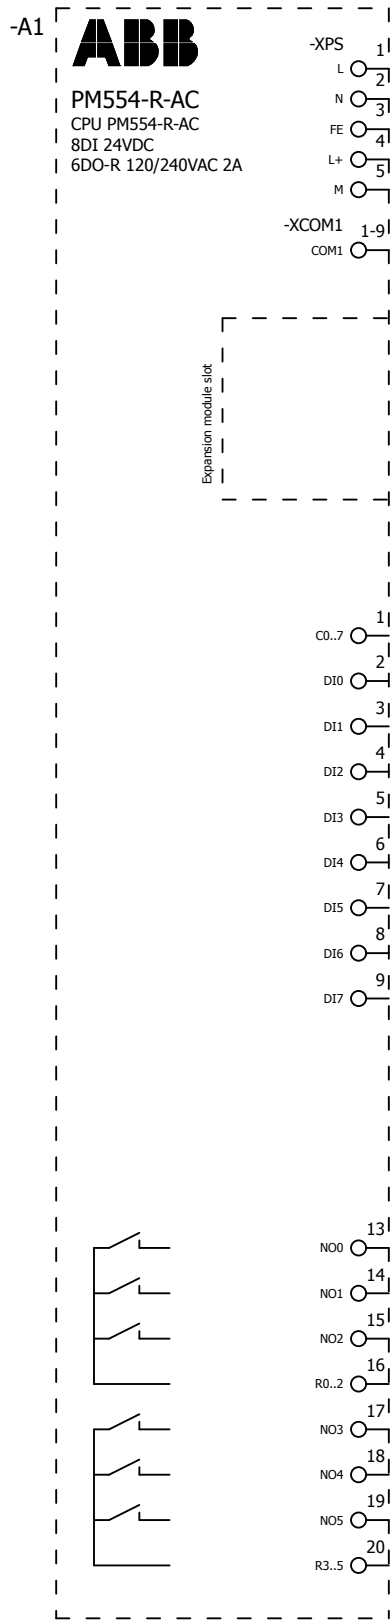 -A1
ABB
PM554-R-AC
CPU PM554-R-AC
8DI 24VDC
6DO-R 120/240VAC 2A
-XPS
1
L
2
N
3
FE
4
L+
5
M
-XCOM1
1-9
COM1
Expansion module slot
1
C0..7
2
DI0
3
DI1
4
DI2
5
DI3
6
DI4
7
DI5
8
DI6
9
DI7
13
NO0
14
NO1
15
NO2
16
R0..2
17
NO3
18
NO4
19
NO5
20
R3..5